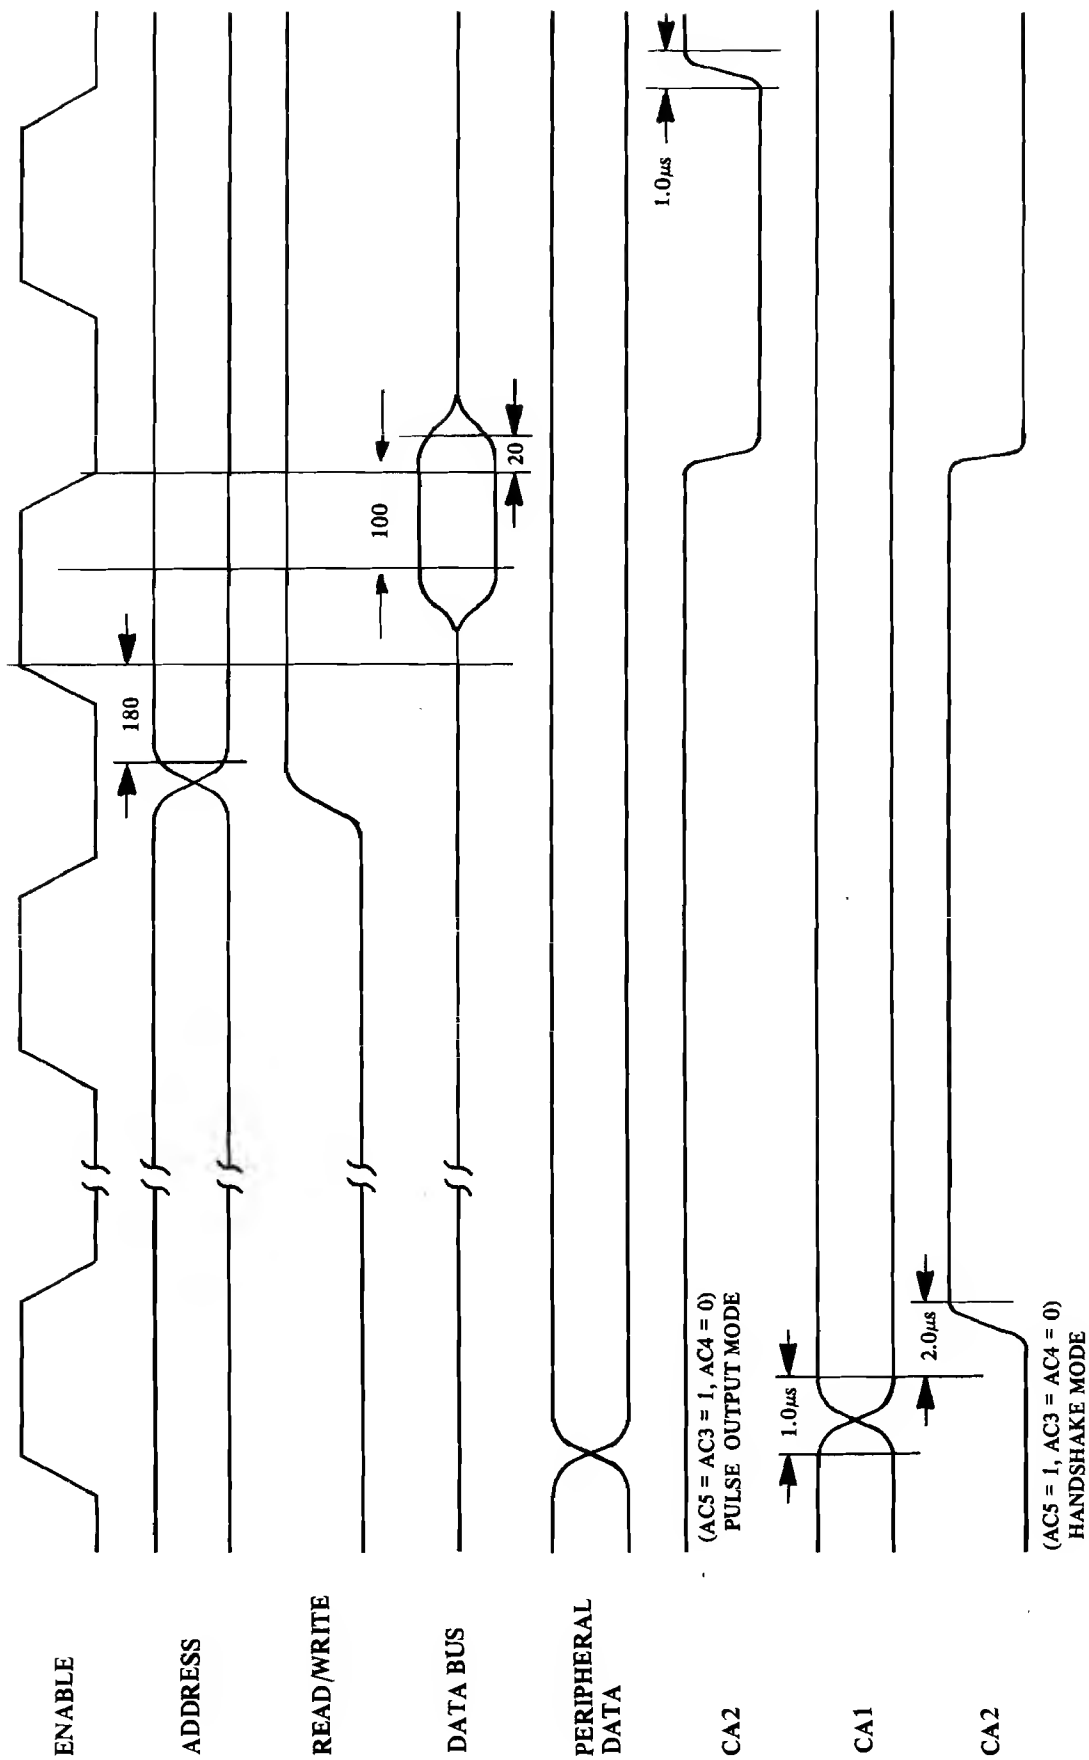 ENABLE
180
ADDRESS
READ/WRITE
100
DATA BUS
20
PERIPHERAL
DATA
1.0µs
CA2
(AC5 = AC3 = 1, AC4 = 0)
PULSE OUTPUT MODE
1.0µs
CA1
2.0µs
CA2
(AC5 = 1, AC3 = AC4 = 0)
HANDSHAKE MODE